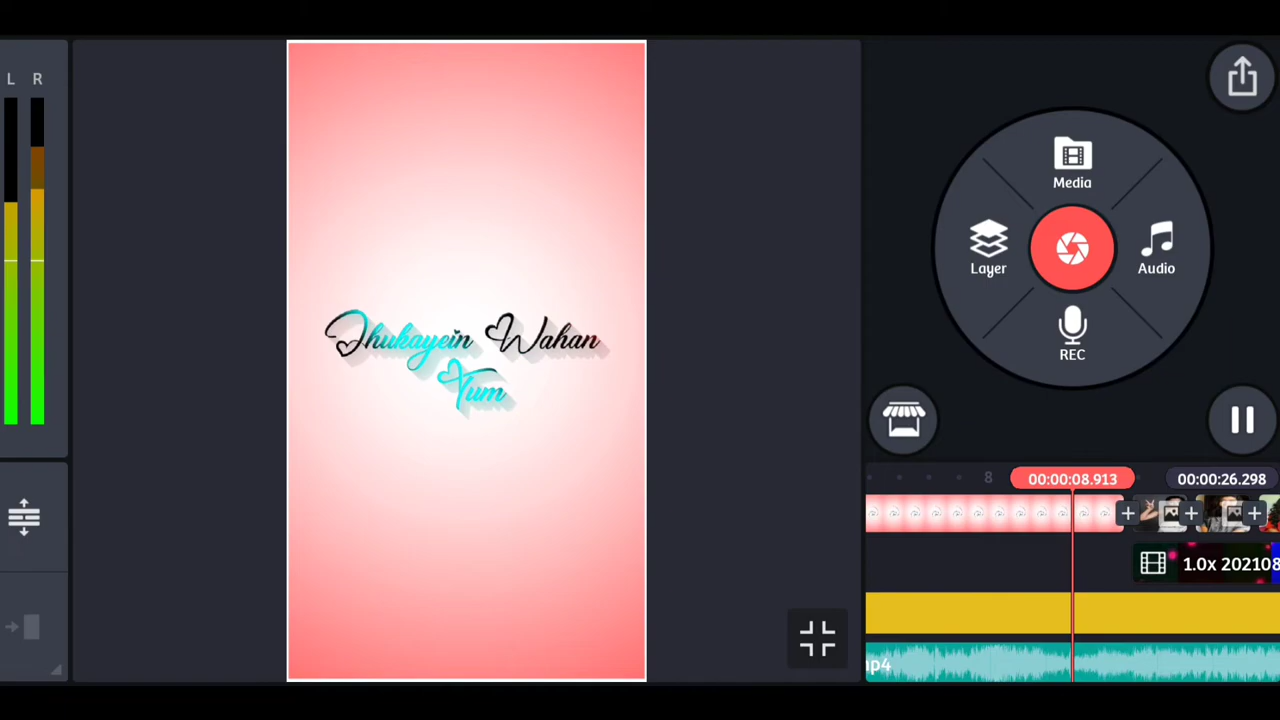 L R
Media
Layer
Audio
REC
Jhukayein Wahan
Tum
8
00:00:08.913
00:00:26.298
1.0x 202108
np4